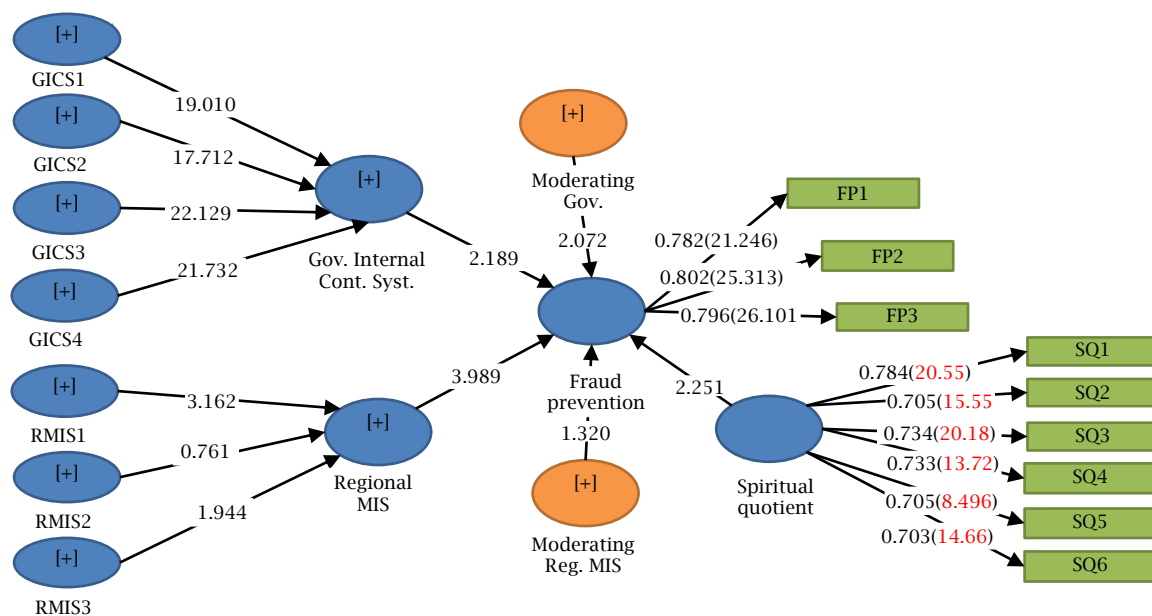 [+]
GICS1
19.010
[+]
GICS2
17.712
[+]
GICS3
22.129
[+]
GICS4
21.732
[+]
Gov. Internal
Cont. Syst.
2.189
[+]
RMIS1
3.162
[+]
RMIS2
0.761
[+]
RMIS3
1.944
[+]
Regional
MIS
3.989
[+]
Moderating
Gov.
2.072
Fraud
prevention
1.320
[+]
Moderating
Reg. MIS
FP1
0.782(21.246)
FP2
0.802(25.313)
FP3
0.796(26.101
2.251
Spiritual
quotient
SQ1
0.784(20.55)
SQ2
0.705(15.55
SQ3
0.734(20.18)
SQ4
0.733(13.72)
SQ5
0.705(8.496)
SQ6
0.703(14.66)